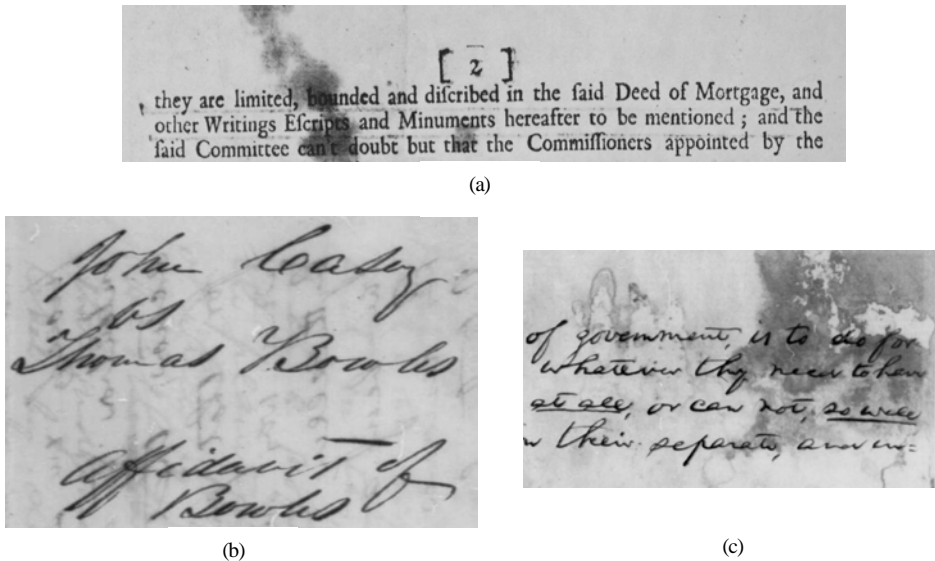 [ 2 ]
they are limited, bounded and diſcribed in the ſaid Deed of Mortgage, and
other Writings Eſcripts and Minuments hereafter to be mentioned ; and the
ſaid Committee can't doubt but that the Commiſſioners appointed by the
(a)
John Casey
vs
Thomas Bowles
Affidavit of
Bowles
(b)
of government, is to do for
whatever they need to have
at all, or can not, so well
their separate, and in=
(c)